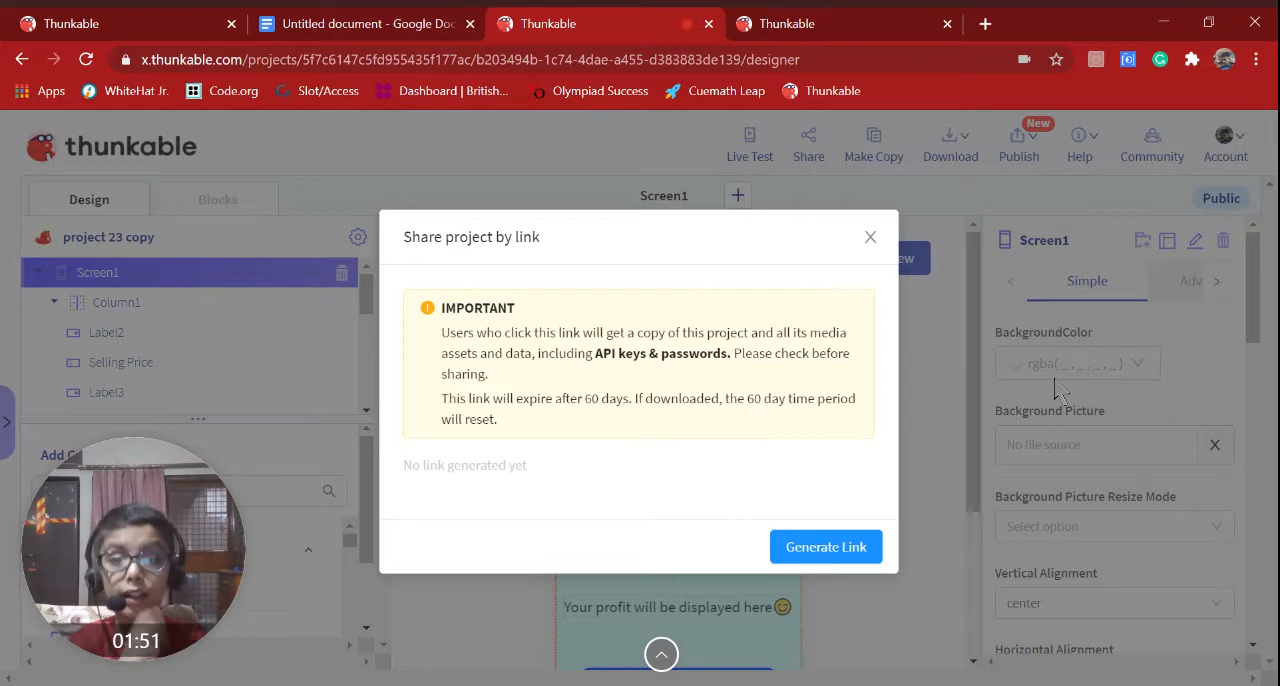 Thunkable
Untitled document - Google Doc
Thunkable
Thunkable
x.thunkable.com/projects/5f7c6147c5fd955435f177ac/b203494b-1c74-4dae-a455-d383883de139/designer
Apps
WhiteHat Jr.
Code.org
Slot/Access
Dashboard | British...
Olympiad Success
Cuemath Leap
Thunkable
thunkable
New
Live Test
Share
Make Copy
Download
Publish
Help
Community
Account
Design
Blocks
Screen1
Public
project 23 copy
Screen1
Column1
Label2
Selling Price
Label3
Add Co
Share project by link
IMPORTANT
Users who click this link will get a copy of this project and all its media
assets and data, including API keys & passwords. Please check before
sharing.
This link will expire after 60 days. If downloaded, the 60 day time period
will reset.
No link generated yet
Generate Link
ew
Your profit will be displayed here
Screen1
Simple
Adv
BackgroundColor
rgba(_,_,_,_)
Background Picture
No file source
Background Picture Resize Mode
Select option
Vertical Alignment
center
Horizontal Alignment
01:51